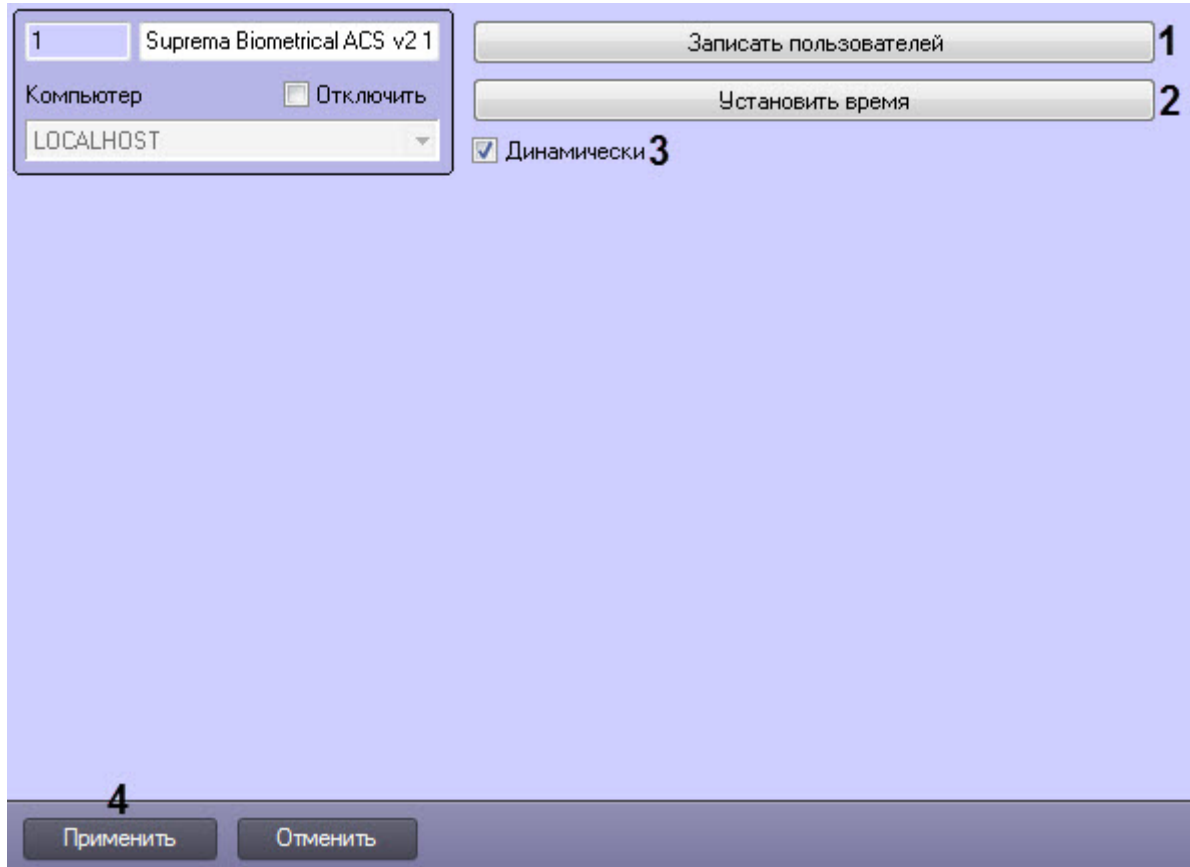 1 Suprema Biometrical ACS v2 1
Компьютер Отключить
LOCALHOST
Записать пользователей 1
Установить время 2
Динамически 3
4
Применить Отменить